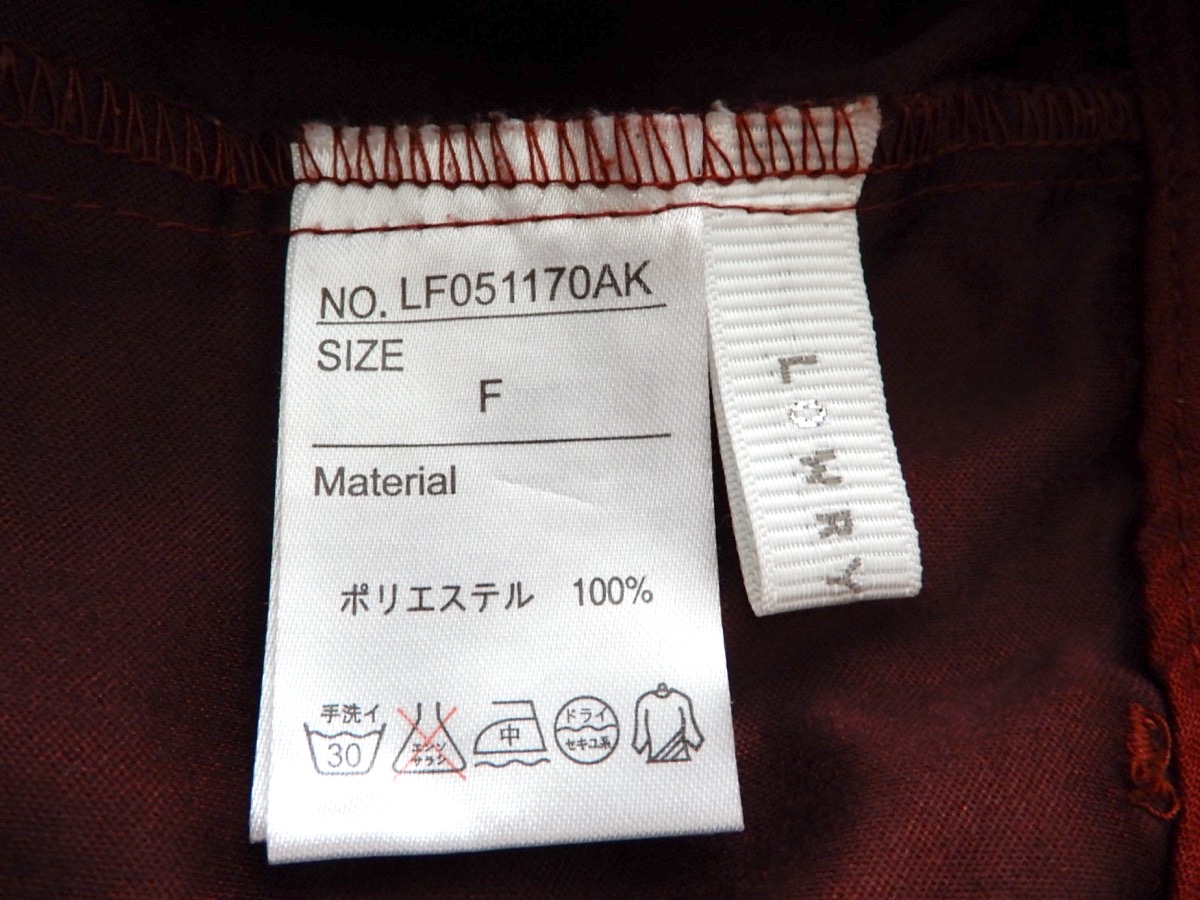 NO. LF051170AK
SIZE
F
Material
ポリエステル 100%
手洗イ
30
エンソ
サラシ
中
ドライ
セキユ系
LOWRY